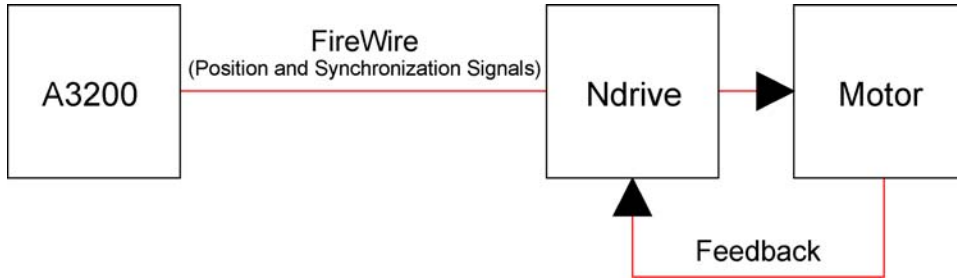 FireWire
(Position and Synchronization Signals)
A3200
Ndrive
Motor
Feedback